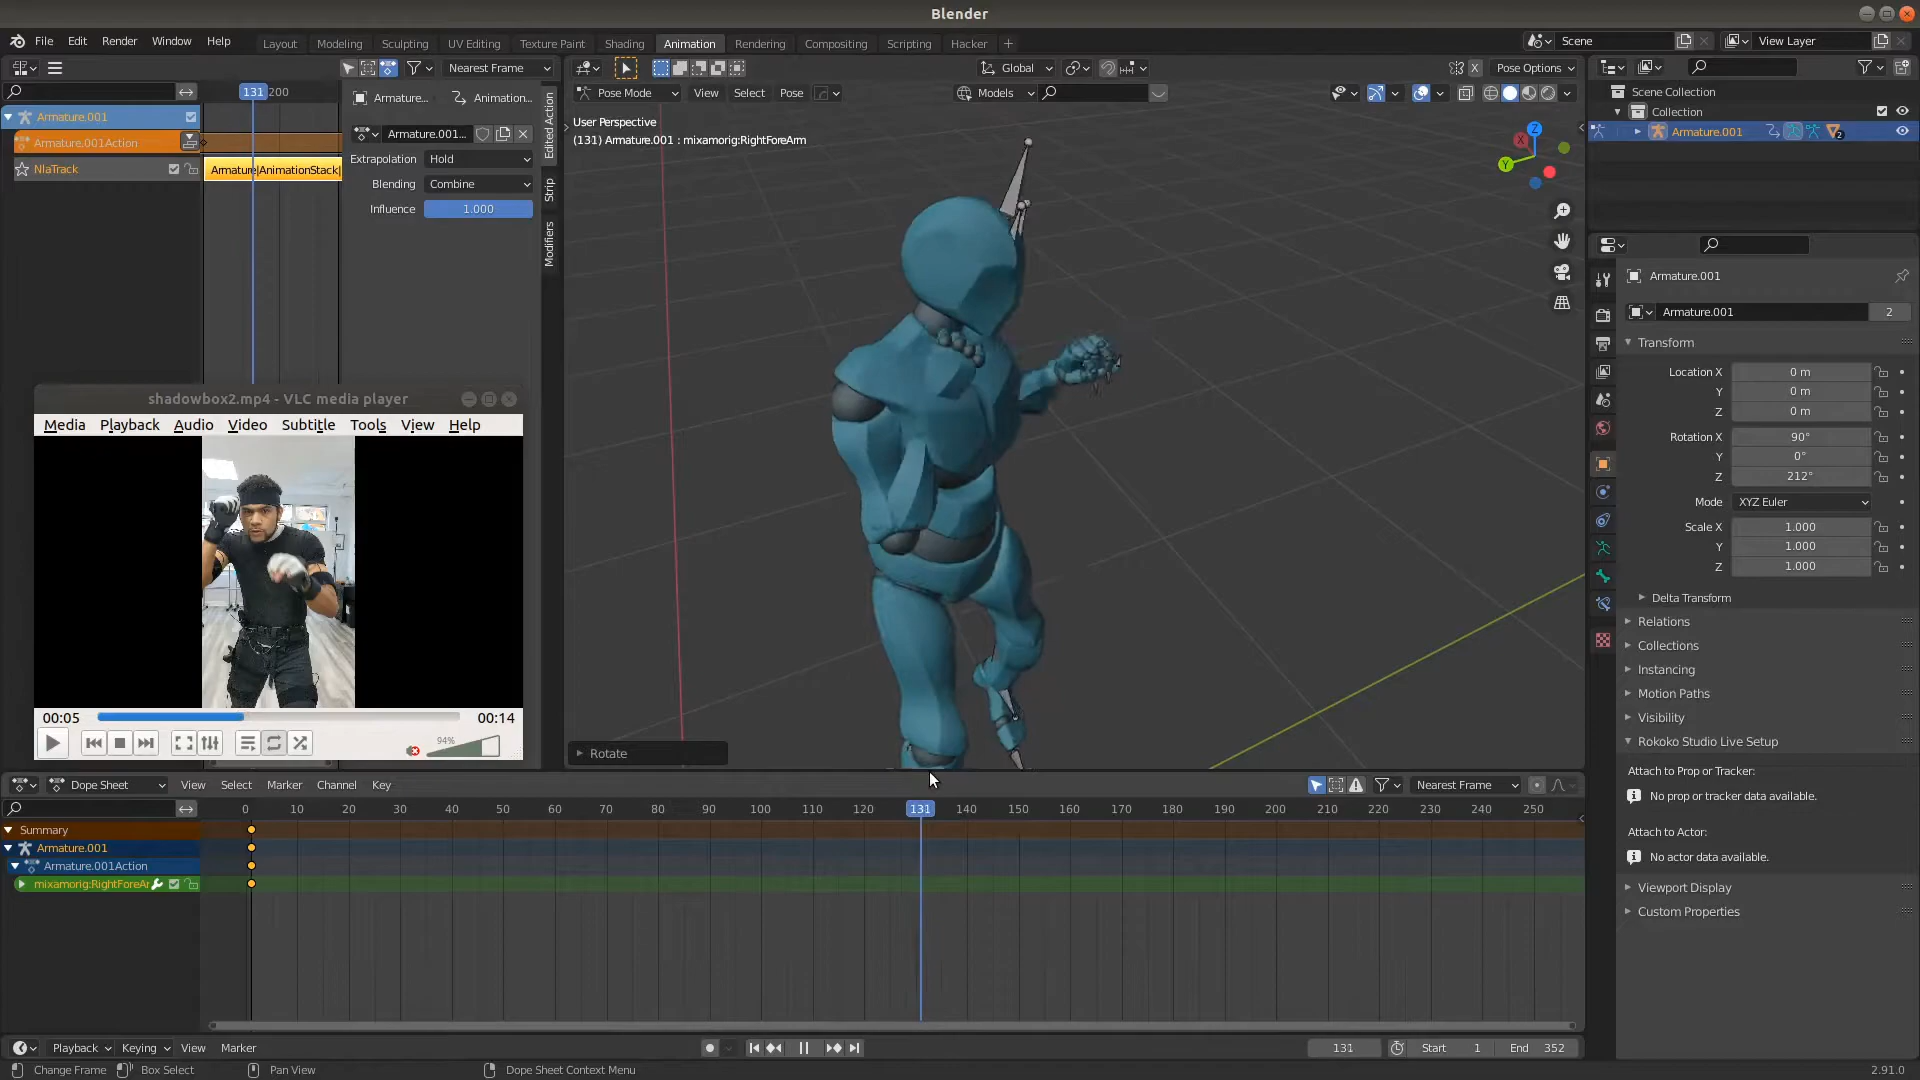 Blender
File Edit Render Window Help
Layout Modeling Sculpting UV Editing Texture Paint Shading Animation Rendering Compositing Scripting Hacker +
Scene View Layer
Nearest Frame
Global
Pose Options
131 200
Armature... Animation...
Pose Mode View Select Pose
Models
Armature.001
Armature.001Action
NlaTrack
Armature|AnimationStack|
Armature.001...
Extrapolation Hold
Blending Combine
Influence 1.000
Edited Action
Strip
Modifiers
User Perspective
(131) Armature.001 : mixamorig:RightForeArm
Z
X
Y
Scene Collection
Collection
Armature.001
2
Armature.001
Armature.001 2
Transform
Location X 0 m
Y 0 m
Z 0 m
Rotation X 90°
Y 0°
Z 212°
Mode XYZ Euler
Scale X 1.000
Y 1.000
Z 1.000
Delta Transform
Relations
Collections
Instancing
Motion Paths
Visibility
Rokoko Studio Live Setup
Attach to Prop or Tracker:
No prop or tracker data available.
Attach to Actor:
No actor data available.
Viewport Display
Custom Properties
shadowbox2.mp4 - VLC media player
Media Playback Audio Video Subtitle Tools View Help
00:05 00:14
94%
Rotate
Dope Sheet View Select Marker Channel Key
Nearest Frame
0 10 20 30 40 50 60 70 80 90 100 110 120 131 140 150 160 170 180 190 200 210 220 230 240 250
Summary
Armature.001
Armature.001Action
mixamorig:RightForeAr
Playback Keying View Marker
131 Start 1 End 352
Change Frame Box Select Pan View Dope Sheet Context Menu 2.91.0